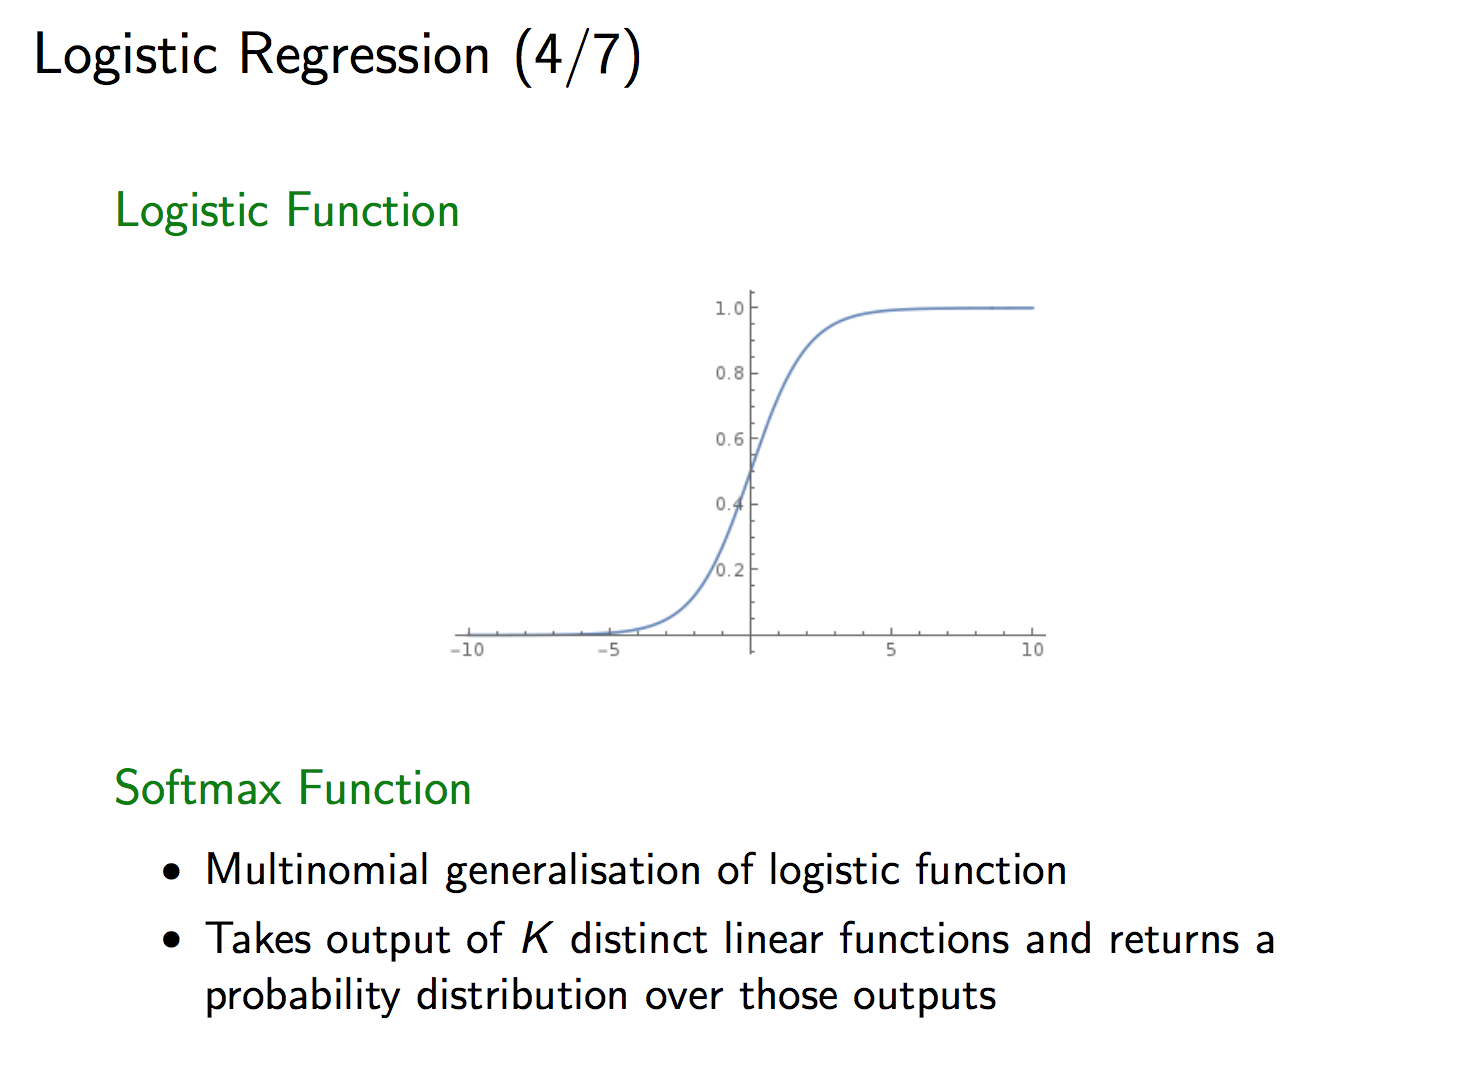 Logistic Regression (4/7)
Logistic Function
1.0
0.8
0.6
0.4
0.2
−10 −5 5 10
Softmax Function
• Multinomial generalisation of logistic function
• Takes output of K distinct linear functions and returns a
probability distribution over those outputs